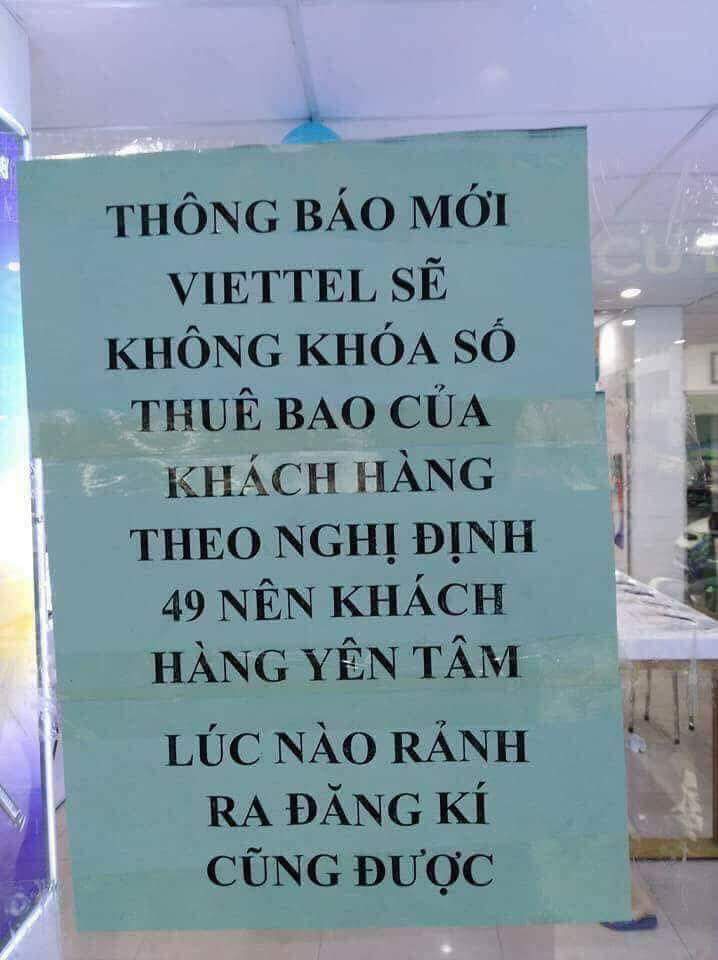 THÔNG BÁO MỚI
VIETTEL SẼ
KHÔNG KHÓA SỐ
THUÊ BAO CỦA
KHÁCH HÀNG
THEO NGHỊ ĐỊNH
49 NÊN KHÁCH
HÀNG YÊN TÂM
LÚC NÀO RẢNH
RA ĐĂNG KÍ
CŨNG ĐƯỢC